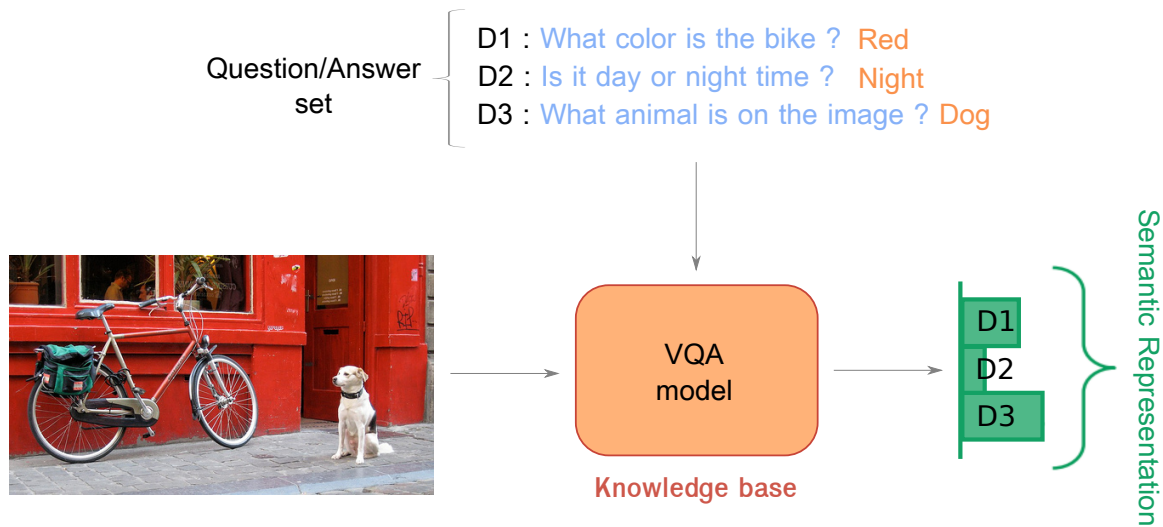 D1 : What color is the bike ? Red
Question/Answer
set
D2 : Is it day or night time ? Night
D3 : What animal is on the image ? Dog
VQA
model
Knowledge base
D1
D2
D3
Semantic Representation